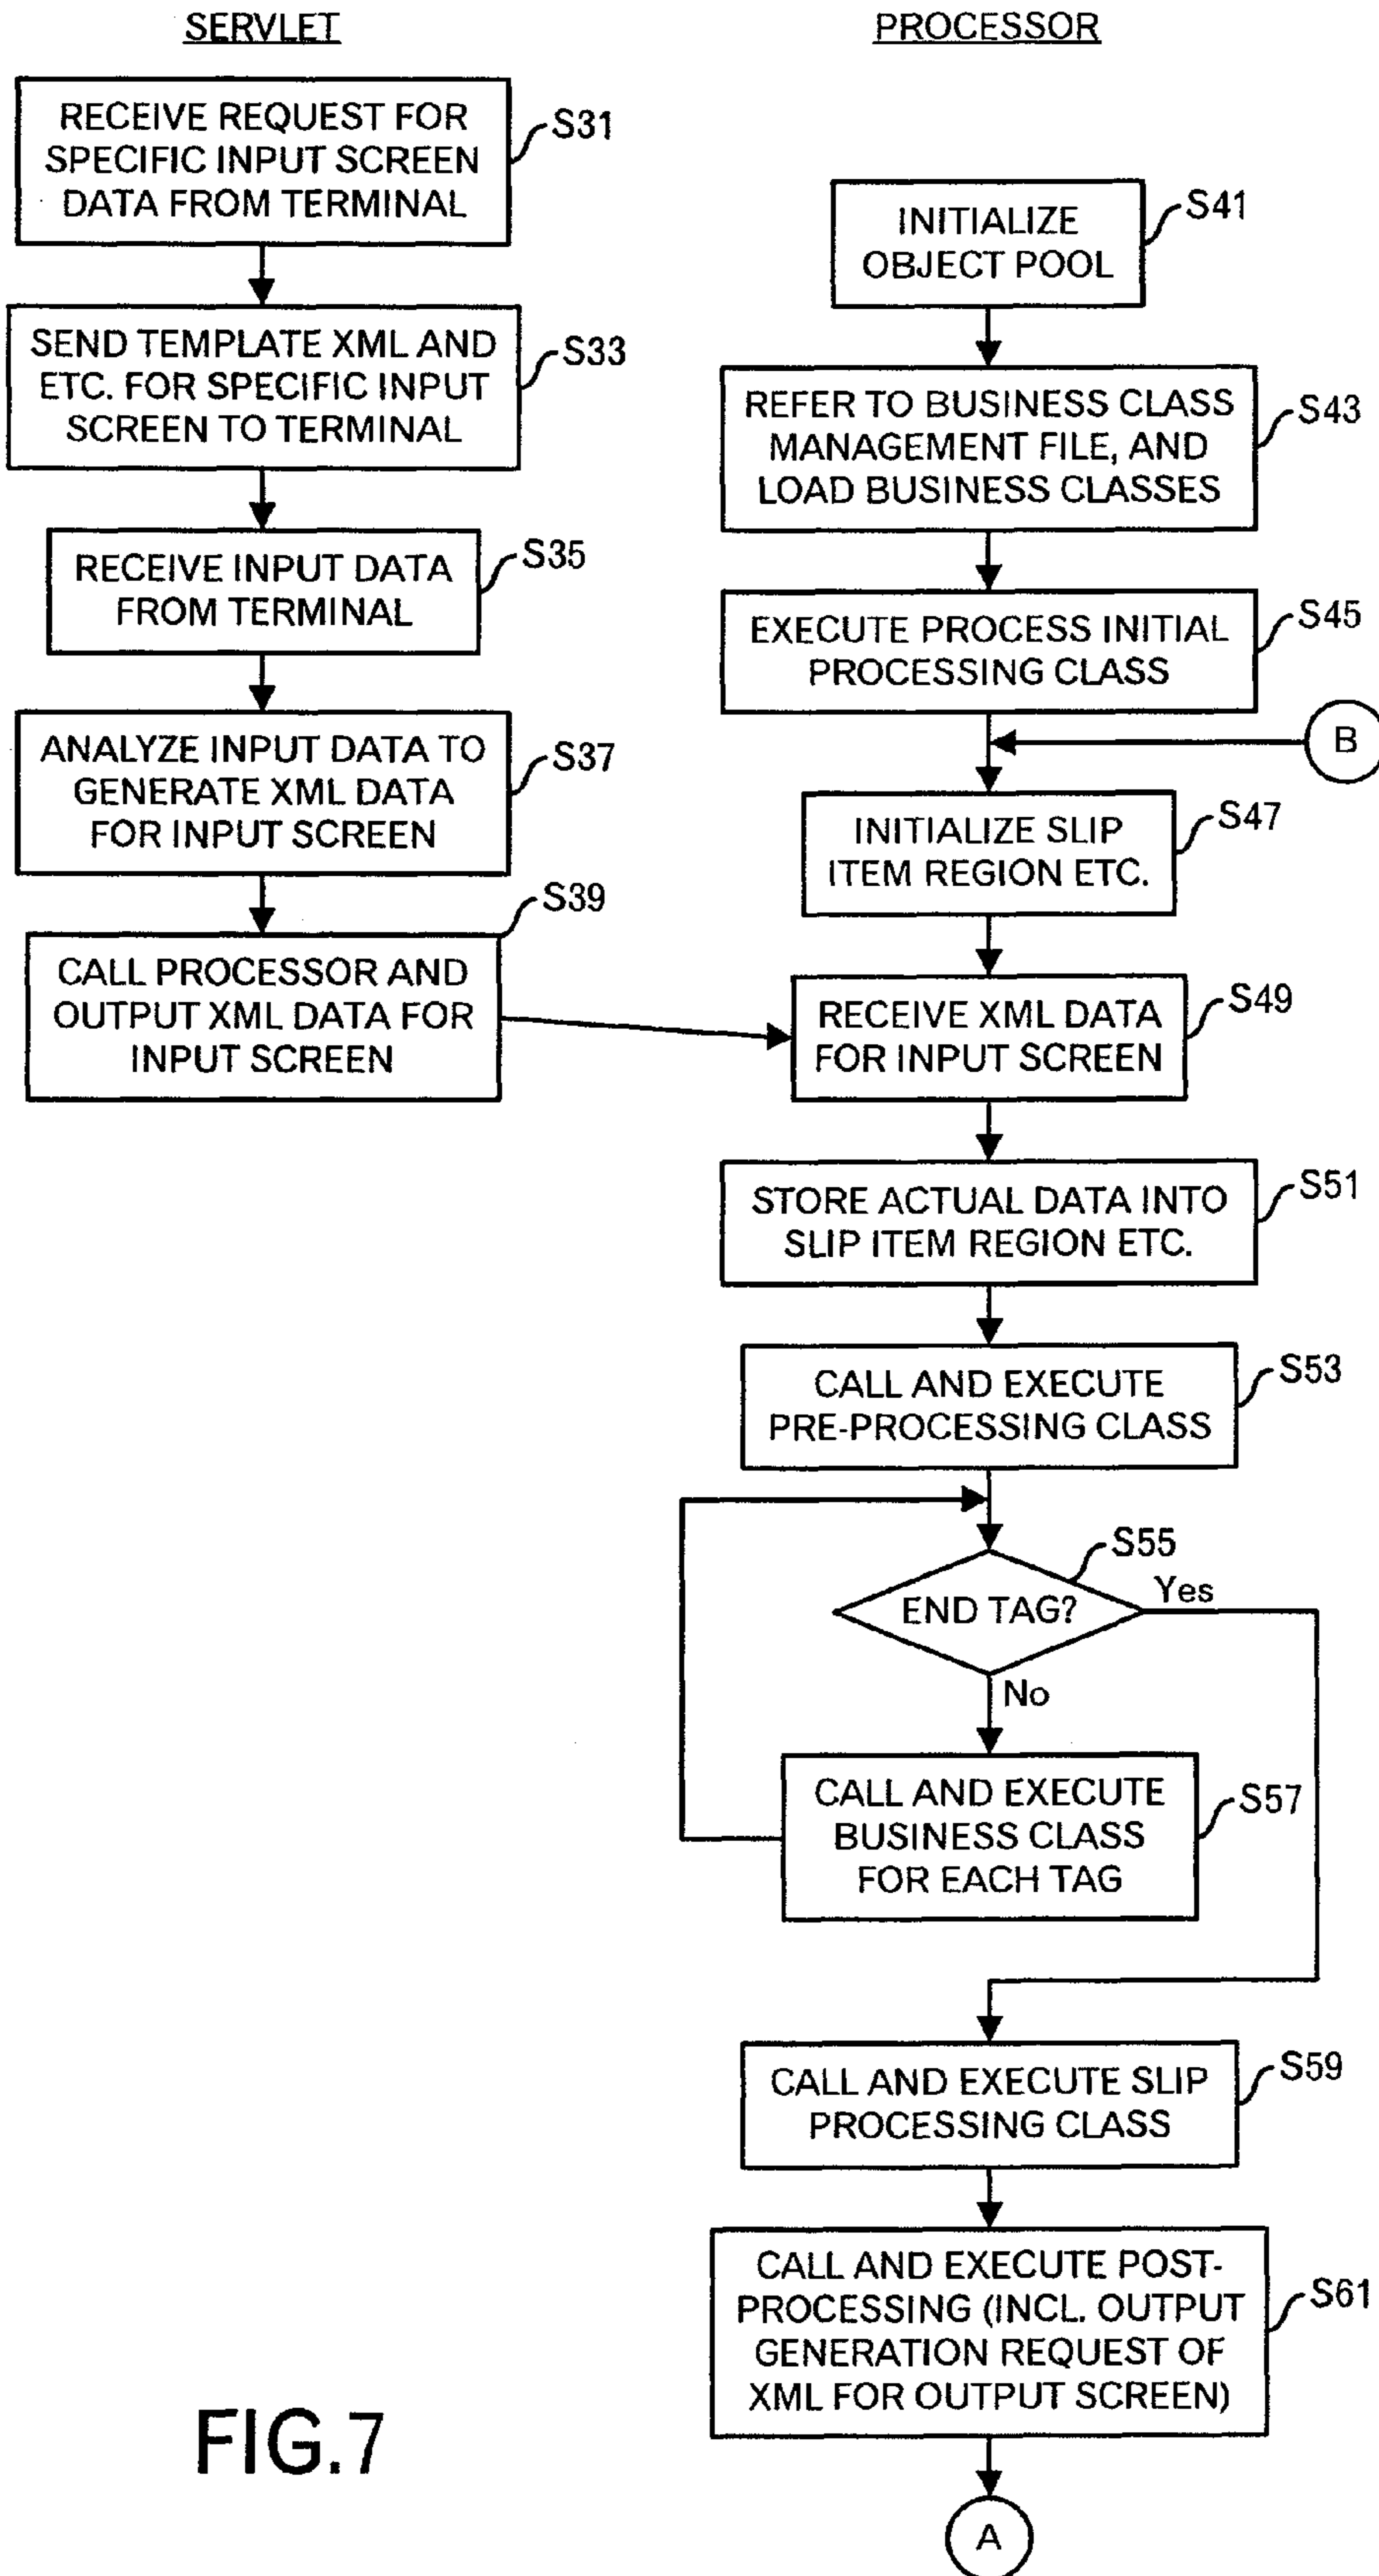 SERVLET
RECEIVE REQUEST FOR
SPECIFIC INPUT SCREEN
DATA FROM TERMINAL
S31
SEND TEMPLATE XML AND
ETC. FOR SPECIFIC INPUT
SCREEN TO TERMINAL
S33
RECEIVE INPUT DATA
FROM TERMINAL
S35
ANALYZE INPUT DATA TO
GENERATE XML DATA
FOR INPUT SCREEN
S37
CALL PROCESSOR AND
OUTPUT XML DATA FOR
INPUT SCREEN
S39
PROCESSOR
INITIALIZE
OBJECT POOL
S41
REFER TO BUSINESS CLASS
MANAGEMENT FILE, AND
LOAD BUSINESS CLASSES
S43
EXECUTE PROCESS INITIAL
PROCESSING CLASS
S45
B
INITIALIZE SLIP
ITEM REGION ETC.
S47
RECEIVE XML DATA
FOR INPUT SCREEN
S49
STORE ACTUAL DATA INTO
SLIP ITEM REGION ETC.
S51
CALL AND EXECUTE
PRE-PROCESSING CLASS
S53
END TAG?
S55
Yes
No
CALL AND EXECUTE
BUSINESS CLASS
FOR EACH TAG
S57
CALL AND EXECUTE SLIP
PROCESSING CLASS
S59
CALL AND EXECUTE POST-
PROCESSING (INCL. OUTPUT
GENERATION REQUEST OF
XML FOR OUTPUT SCREEN)
S61
A
FIG.7